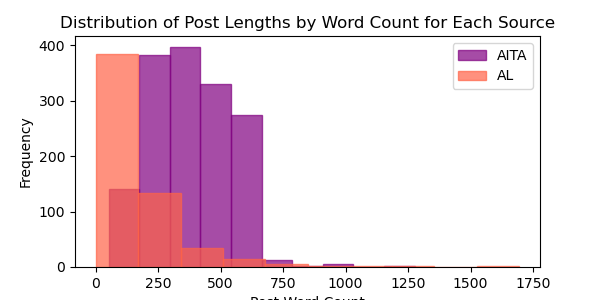 Distribution of Post Lengths by Word Count for Each Source
400
300
200
100
0
Frequency
AITA
AL
0 250 500 750 1000 1250 1500 1750
Post Word Count